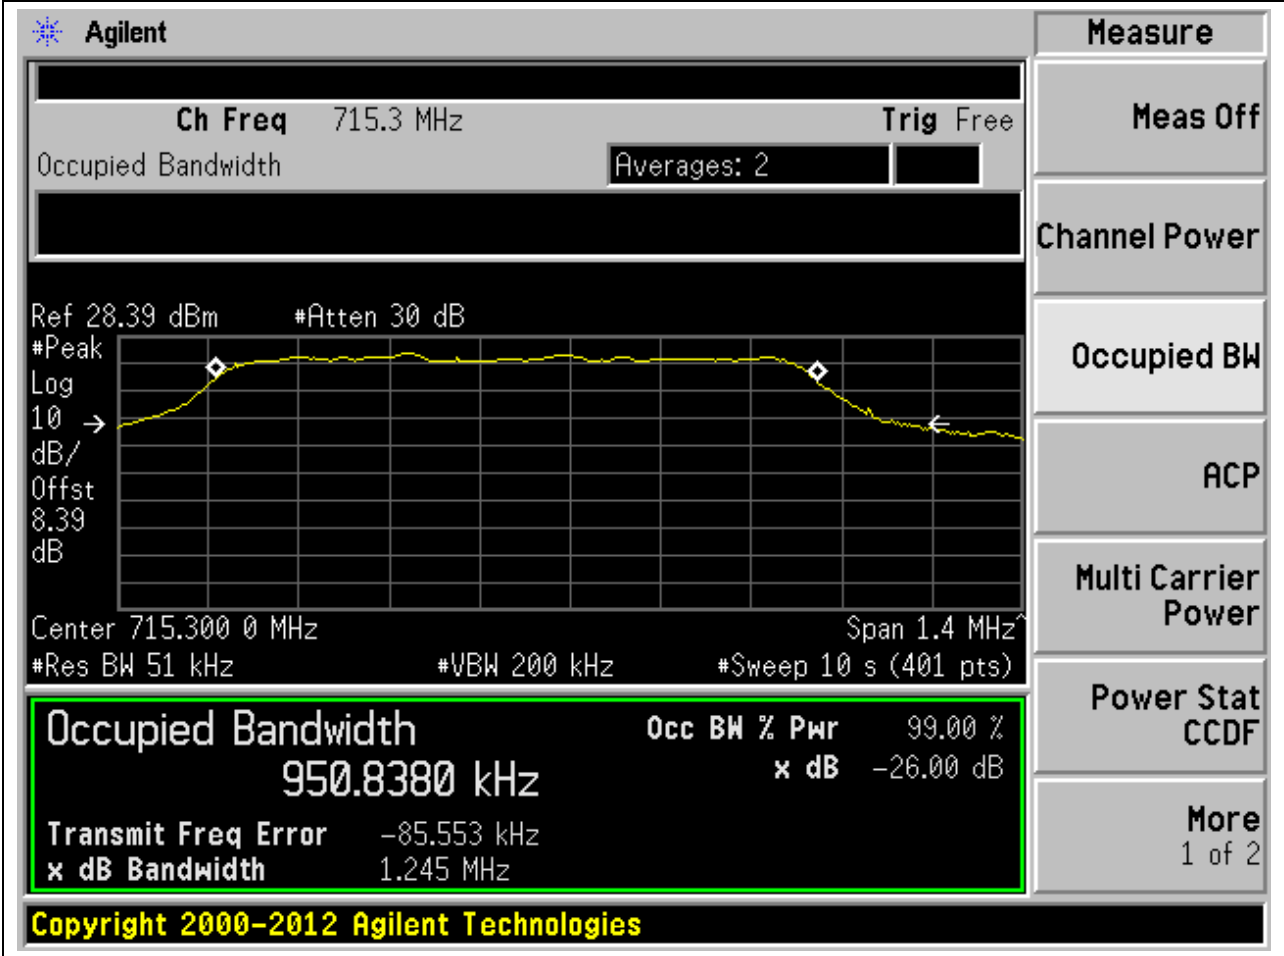 Agilent
Measure
Ch Freq 715.3 MHz Trig Free
Occupied Bandwidth Averages: 2
Meas Off
Channel Power
Occupied BW
ACP
Multi Carrier
Power
Power Stat
CCDF
More
1 of 2
Ref 28.39 dBm #Atten 30 dB
#Peak
Log
10
dB/
Offst
8.39
dB
Center 715.300 0 MHz Span 1.4 MHz^
#Res BW 51 kHz #VBW 200 kHz #Sweep 10 s (401 pts)
Occupied Bandwidth Occ BW % Pwr 99.00 %
950.8380 kHz x dB -26.00 dB
Transmit Freq Error -85.553 kHz
x dB Bandwidth 1.245 MHz
Copyright 2000-2012 Agilent Technologies